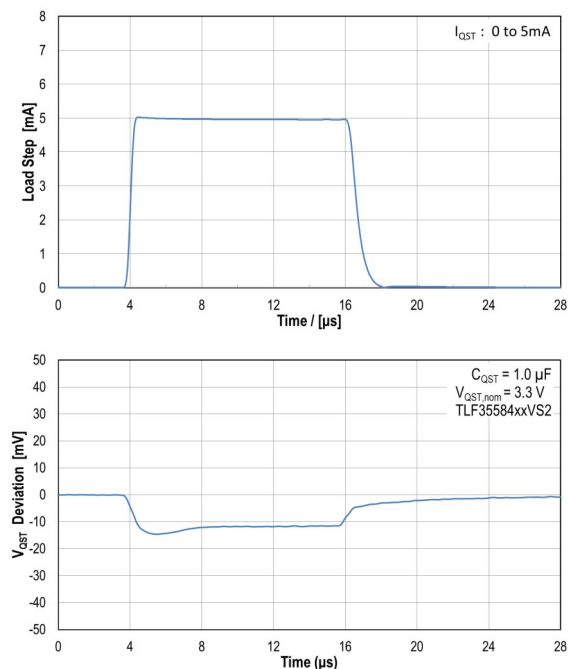 8
I_QST : 0 to 5mA
7
6
5
4
3
2
1
0
Load Step [mA]
0 4 8 12 16 20 24 28
Time / [µs]
50
C_QST = 1.0 µF
40
V_QST,nom = 3.3 V
30
TLF35584xxVS2
20
10
0
-10
-20
-30
-40
-50
V_QST Deviation [mV]
0 4 8 12 16 20 24 28
Time (µs)